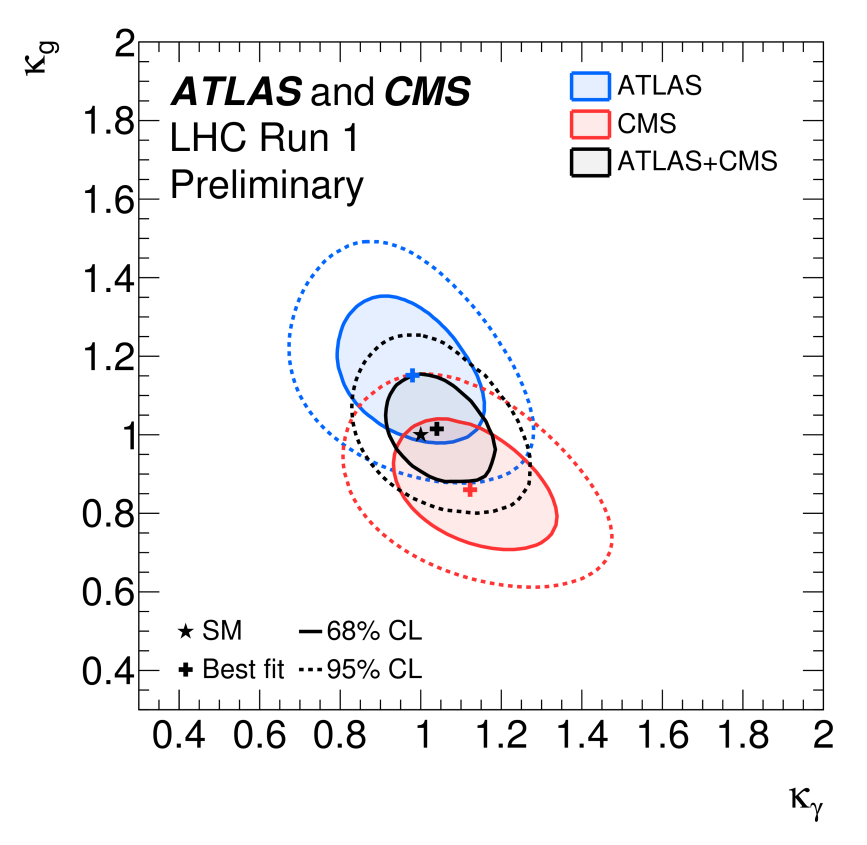 κg
2
1.8
1.6
1.4
1.2
1
0.8
0.6
0.4
ATLAS and CMS
LHC Run 1
Preliminary
ATLAS
CMS
ATLAS+CMS
SM
68% CL
Best fit
95% CL
0.4 0.6 0.8 1 1.2 1.4 1.6 1.8 2
κγ